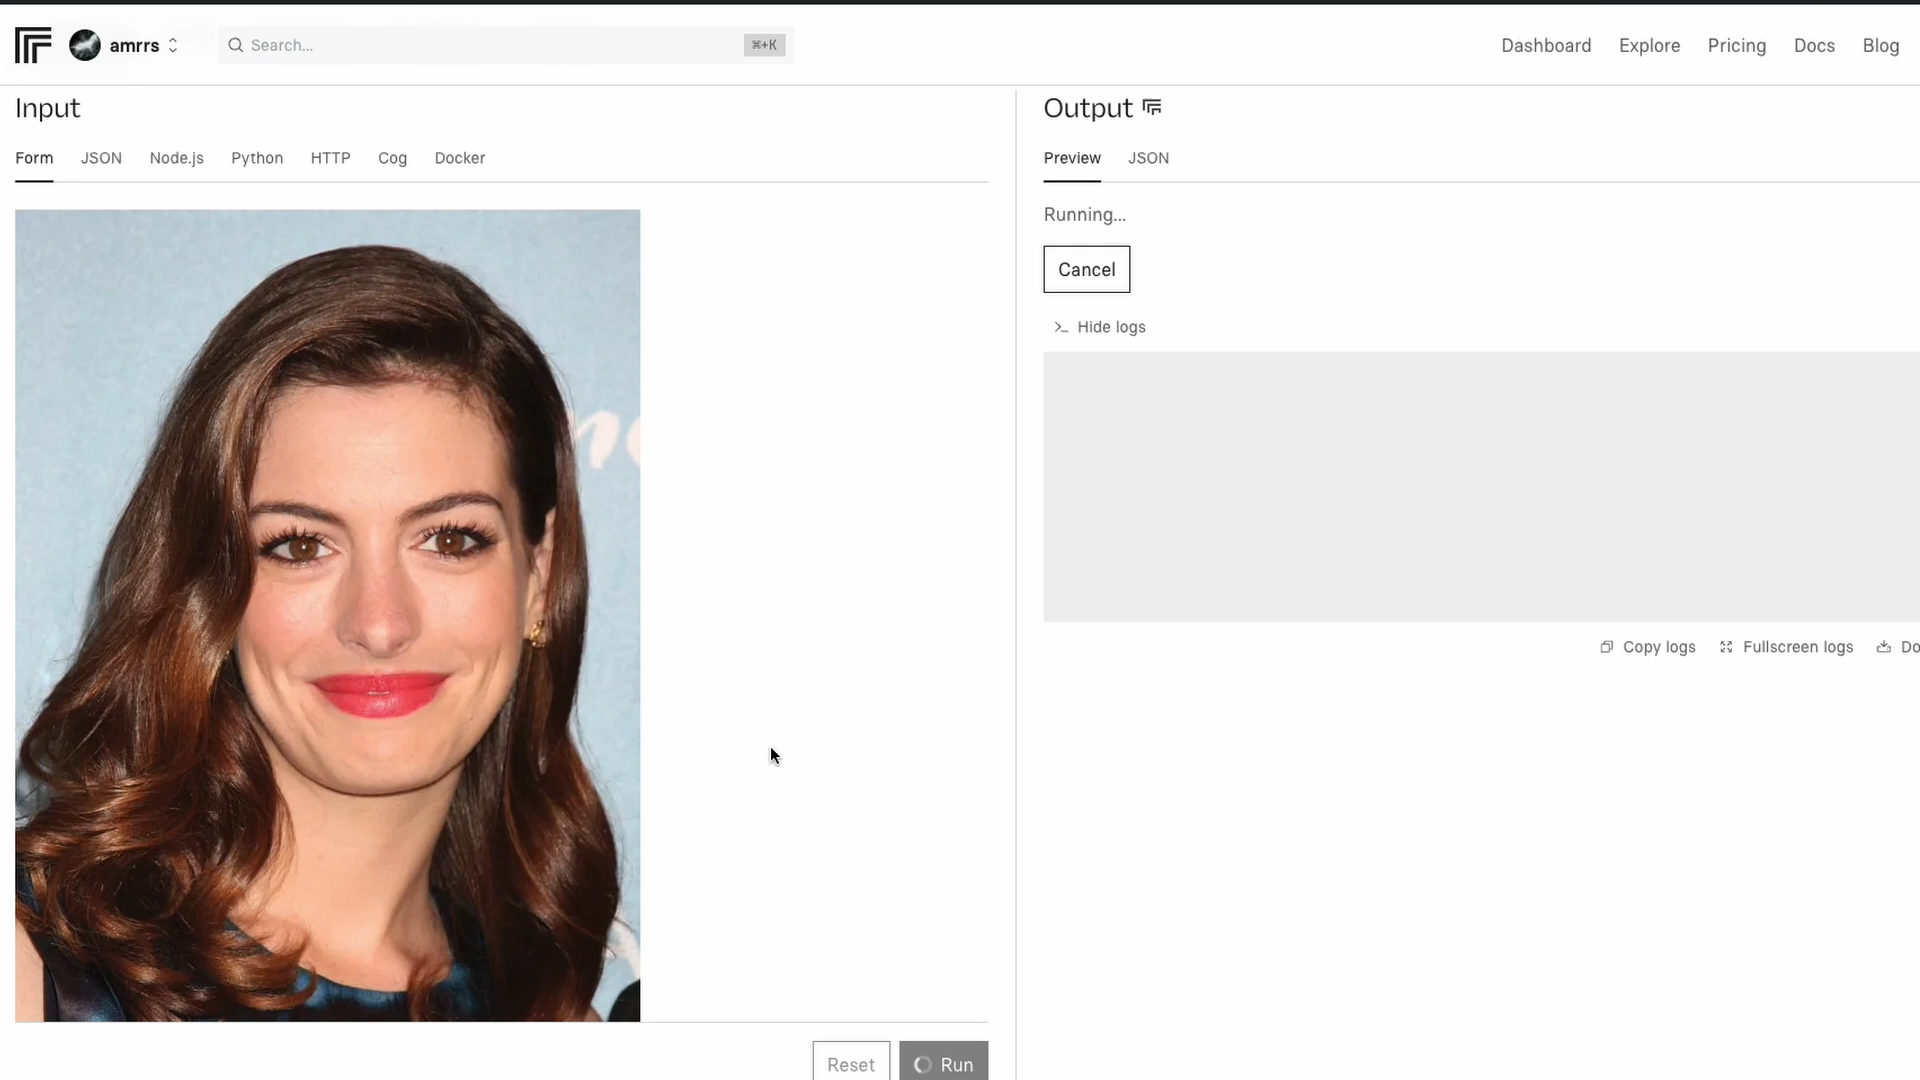 amrrs
Search...
⌘+K
Dashboard
Explore
Pricing
Docs
Blog
Input
Form
JSON
Node.js
Python
HTTP
Cog
Docker
Reset
Run
Output
Preview
JSON
Running...
Cancel
>_ Hide logs
Copy logs
Fullscreen logs
Do